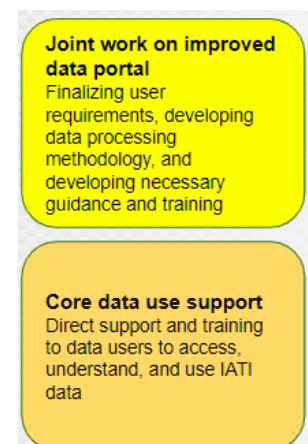 Joint work on improved
data portal
Finalizing user
requirements, developing
data processing
methodology, and
developing necessary
guidance and training
Core data use support
Direct support and training
to data users to access,
understand, and use IATI
data